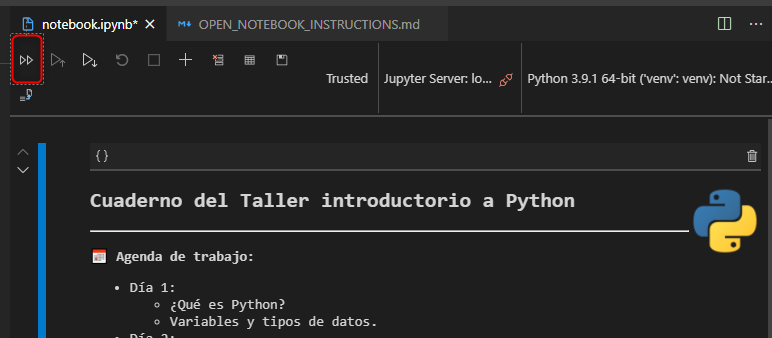 notebook.ipynb*
OPEN_NOTEBOOK_INSTRUCTIONS.md
Trusted
Jupyter Server: lo...
Python 3.9.1 64-bit ('venv': venv): Not Star...
{}
Cuaderno del Taller introductorio a Python
Agenda de trabajo:
• Día 1:
◦ ¿Qué es Python?
◦ Variables y tipos de datos.
• Día 2: